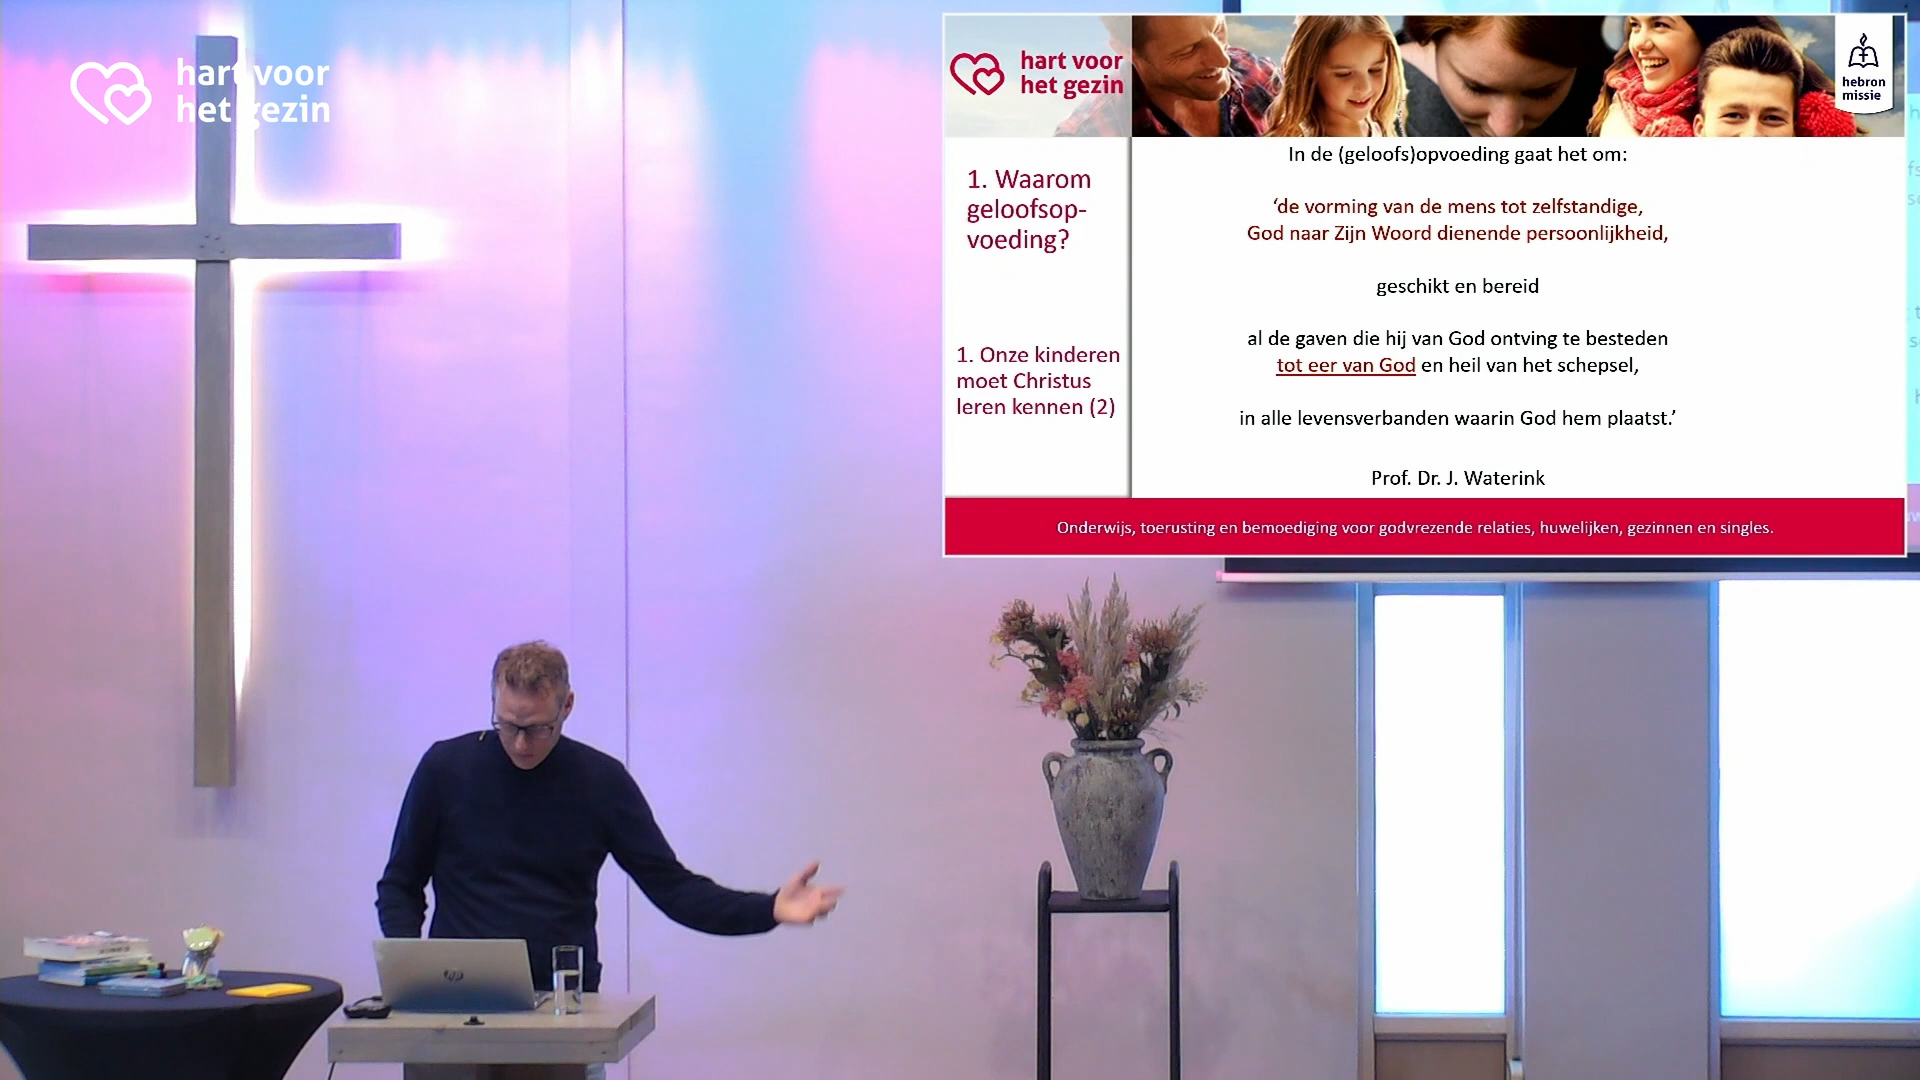 hart voor
het gezin
hart voor
het gezin
hebron
missie
1. Waarom
geloofsop-
voeding?
1. Onze kinderen
moet Christus
leren kennen (2)
In de (geloofs)opvoeding gaat het om:
‘de vorming van de mens tot zelfstandige,
God naar Zijn Woord dienende persoonlijkheid,
geschikt en bereid
al de gaven die hij van God ontving te besteden
tot eer van God en heil van het schepsel,
in alle levensverbanden waarin God hem plaatst.’
Prof. Dr. J. Waterink
Onderwijs, toerusting en bemoediging voor godvrezende relaties, huwelijken, gezinnen en singles.
hp